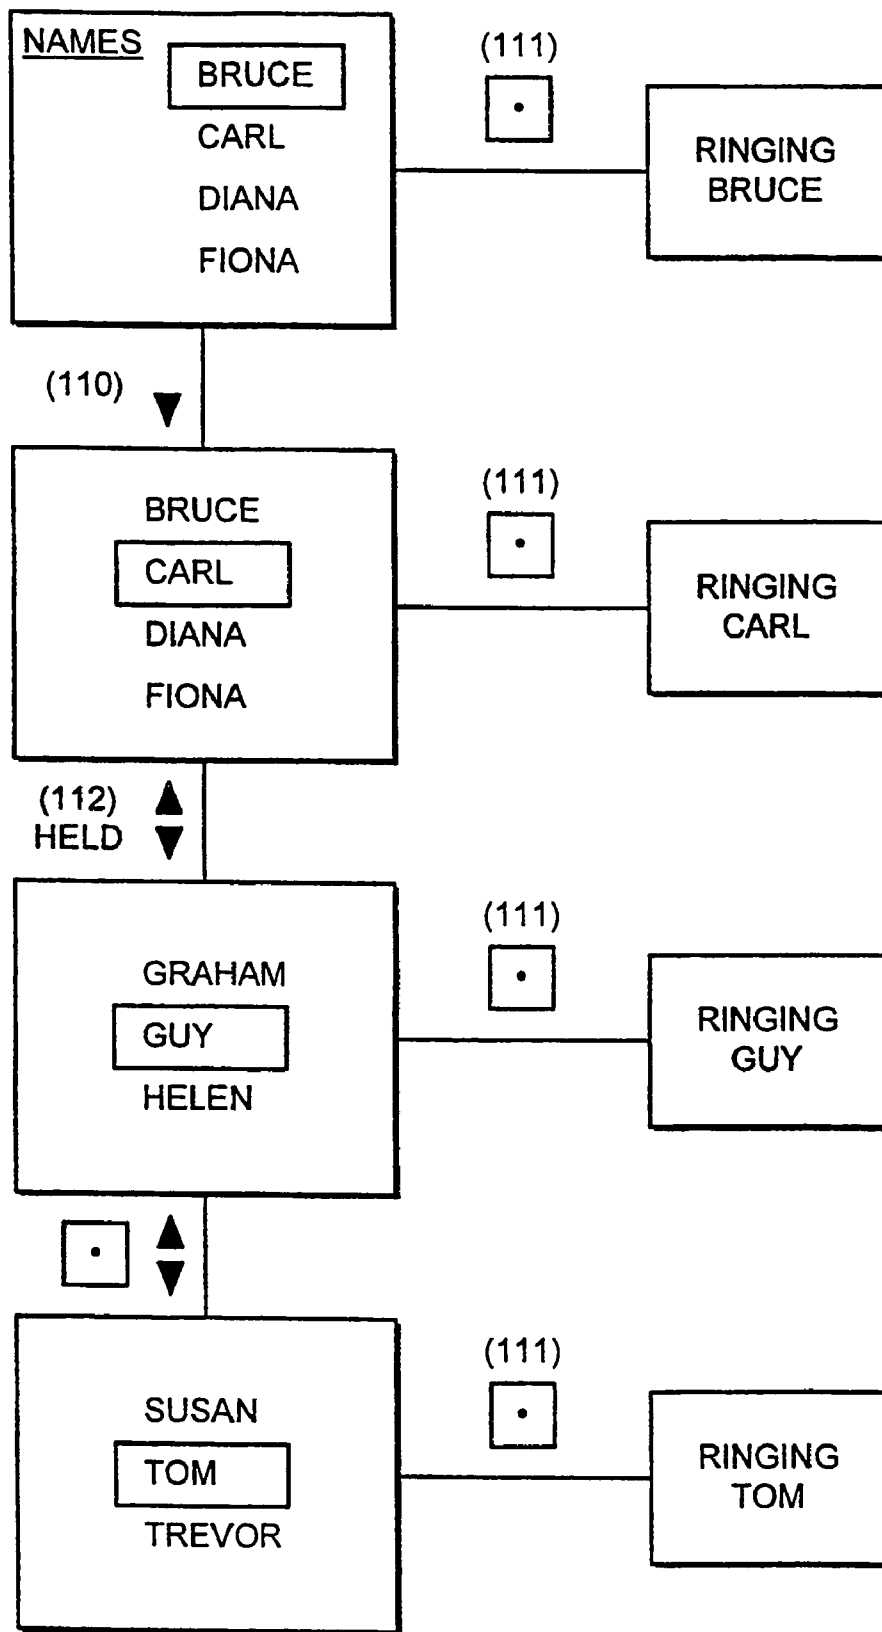 NAMES
BRUCE
CARL
DIANA
FIONA
(111)
RINGING
BRUCE
(110)
BRUCE
CARL
DIANA
FIONA
(111)
RINGING
CARL
(112)
HELD
GRAHAM
GUY
HELEN
(111)
RINGING
GUY
SUSAN
TOM
TREVOR
(111)
RINGING
TOM